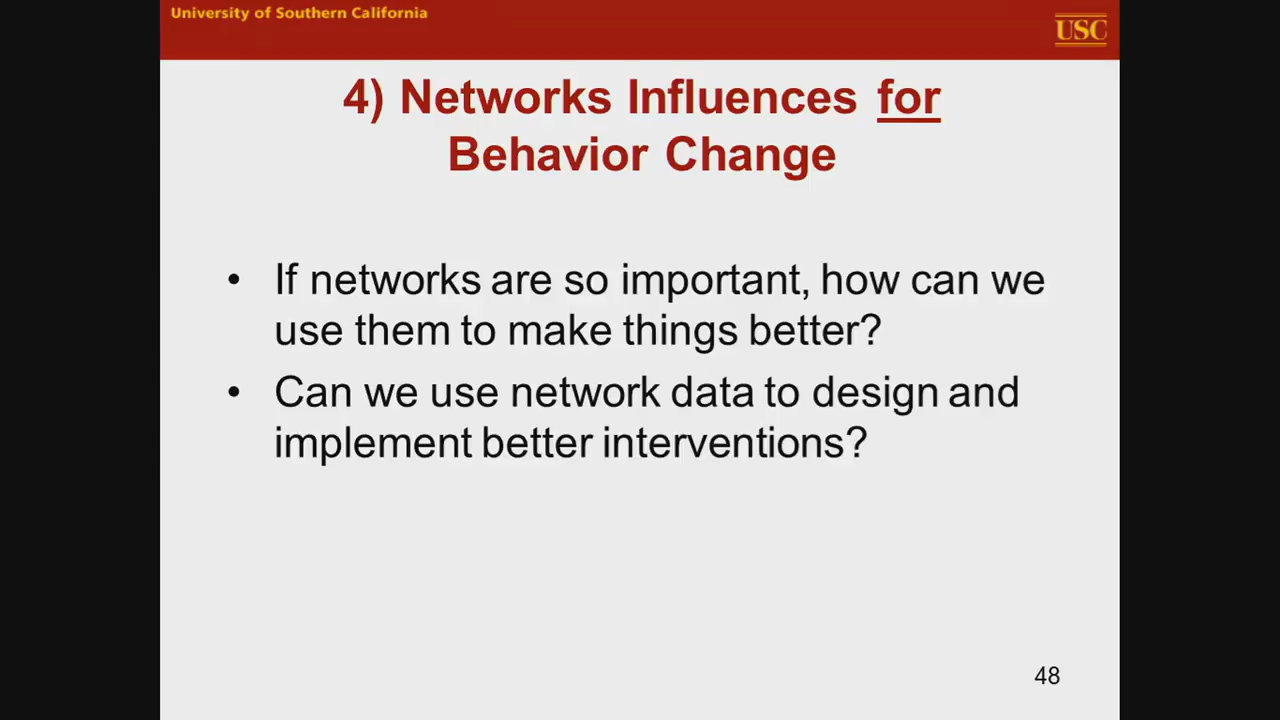 University of Southern California
USC
4) Networks Influences for
Behavior Change
• If networks are so important, how can we
use them to make things better?
• Can we use network data to design and
implement better interventions?
48